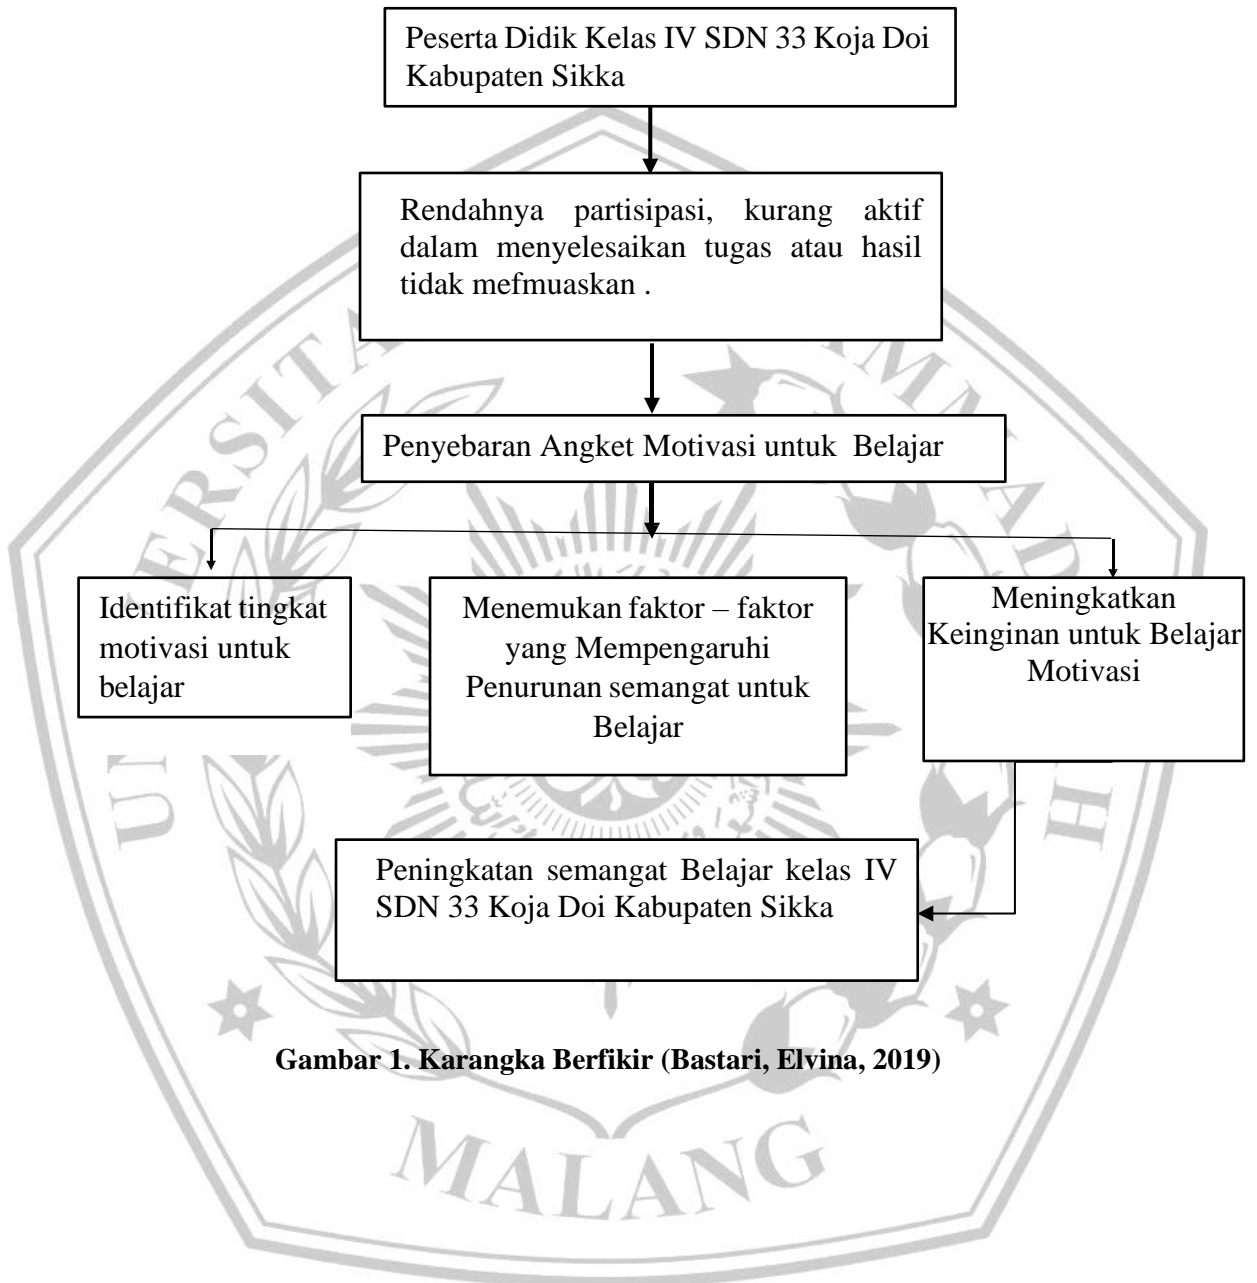 Peserta Didik Kelas IV SDN 33 Koja Doi
Kabupaten Sikka
Rendahnya partisipasi, kurang aktif
dalam menyelesaikan tugas atau hasil
tidak mefmuaskan .
Penyebaran Angket Motivasi untuk Belajar
Identifikat tingkat
motivasi untuk
belajar
Menemukan faktor – faktor
yang Mempengaruhi
Penurunan semangat untuk
Belajar
Meningkatkan
Keinginan untuk Belajar
Motivasi
Peningkatan semangat Belajar kelas IV
SDN 33 Koja Doi Kabupaten Sikka
Gambar 1. Karangka Berfikir (Bastari, Elvina, 2019)
MALANG